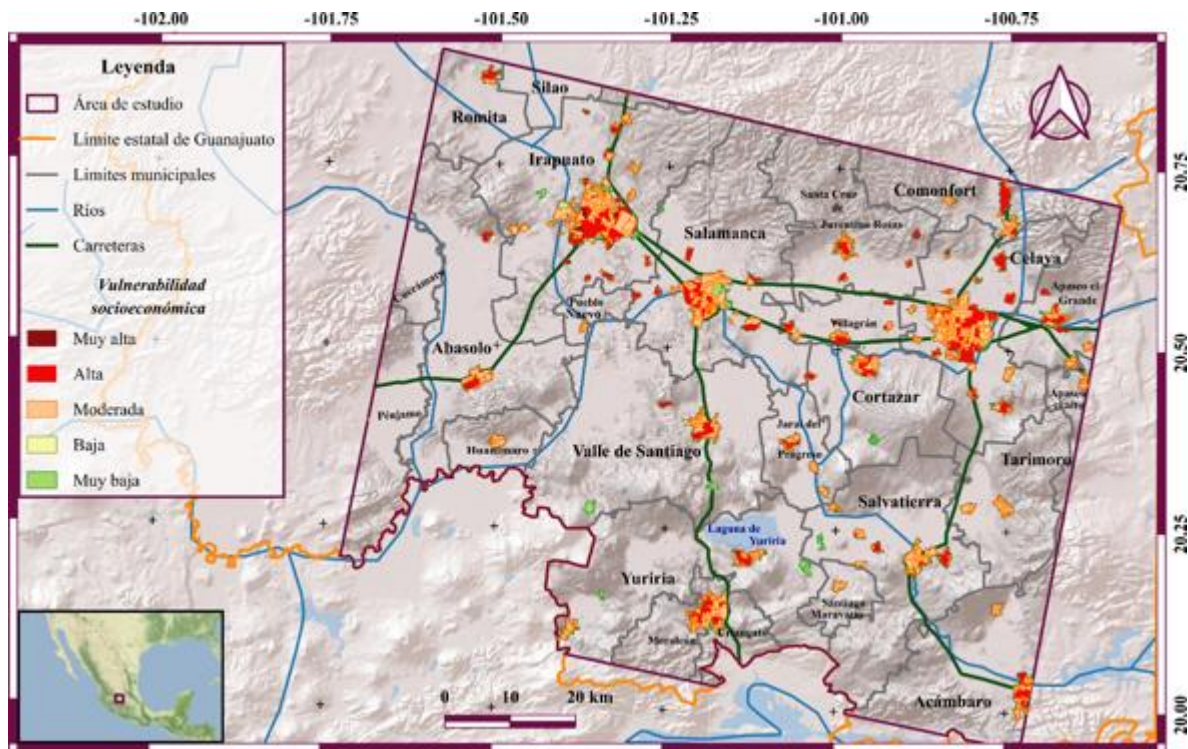 -102.00 -101.75 -101.50 -101.25 -101.00 -100.75
Leyenda
Área de estudio
Límite estatal de Guanajuato
Límites municipales
Ríos
Carreteras
Vulnerabilidad
socioeconómica
Muy alta
Alta
Moderada
Baja
Muy baja
Silao
Romita
Irapuato
Comonfort
Santa Cruz
de
Juventino Rosas
Salamanca
Celaya
Apaseo el
Grande
Cuerámaro
Pueblo
Nuevo
Villagrán
Abasolo
Cortazar
Apaseo
el alto
Pénjamo
Huanímaro
Valle de Santiago
Jaral del
Progreso
Tarimoro
Salvatierra
Laguna de
Yuriria
Yuriria
Santiago
Maravatío
Moroleón
Uriangato
Acámbaro
0 10 20 km
20.75
20.50
20.25
20.00